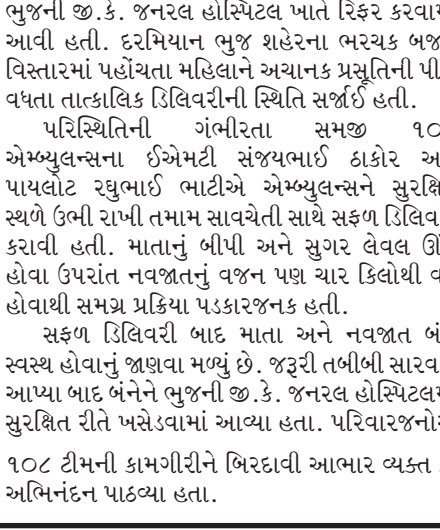 ભુજની જી.કે. જનરલ હોસ્પિટલ ખાતે રિફર કરવામ
આવી હતી. દરમિયાન ભુજ શહેરના ભરચક બજ
વિસ્તારમાં પહોંચતા મહિલાને અચાનક પ્રસૂતિની પી
વધતા તાત્કાલિક ડિલિવરીની સ્થિતિ સર્જાઈ હતી.
પરિસ્થિતિની ગંભીરતા સમજી ૧૦
એમ્બ્યુલન્સના ઈએમટી સંજયભાઈ ઠાકોર અ
પાયલોટ રઘુભાઈ ભાટીએ એમ્બ્યુલન્સને સુરક્ષિ
સ્થળે ઉભી રાખી તમામ સાવચેતી સાથે સફળ ડિલિવ
કરાવી હતી. માતાનું બીપી અને સુગર લેવલ ઊં
હોવા ઉપરાંત નવજાતનું વજન પણ ચાર કિલોથી વ
હોવાથી સમગ્ર પ્રક્રિયા પડકારજનક હતી.
સફળ ડિલિવરી બાદ માતા અને નવજાત બં
સ્વસ્થ હોવાનું જાણવા મળ્યું છે. જરૂરી તબીબી સારવ
આપ્યા બાદ બંનેને ભુજની જી.કે. જનરલ હોસ્પિટલમ
સુરક્ષિત રીતે ખસેડવામાં આવ્યા હતા. પરિવારજનોએ
૧૦૮ ટીમની કામગીરીને બિરદાવી આભાર વ્યક્ત
અભિનંદન પાઠવ્યા હતા.